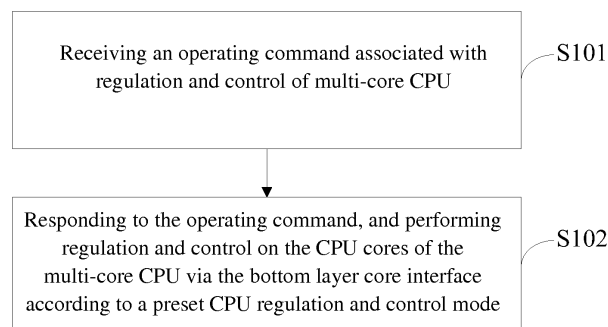 Receiving an operating command associated with
regulation and control of multi-core CPU
S101
Responding to the operating command, and performing
regulation and control on the CPU cores of the
multi-core CPU via the bottom layer core interface
according to a preset CPU regulation and control mode
S102